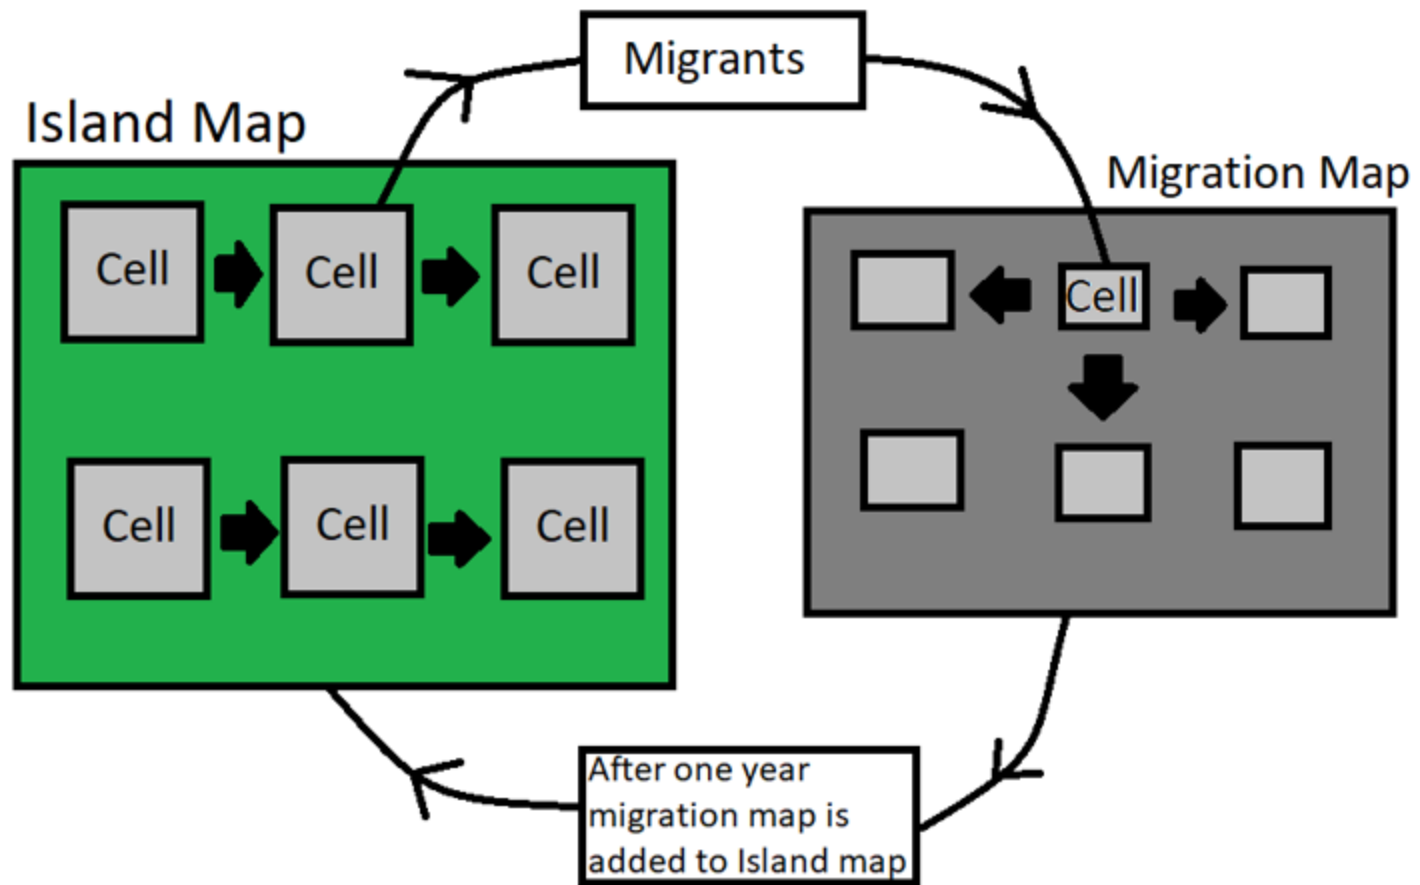 Migrants
Island Map
Migration Map
Cell
Cell
Cell
Cell
Cell
Cell
Cell
After one year
migration map is
added to Island map